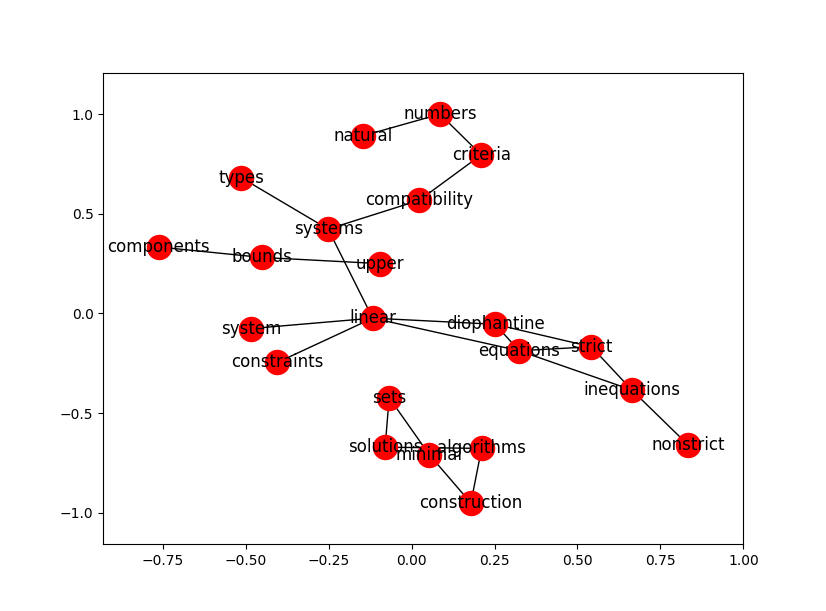 numbers
natural
criteria
types
compatibility
systems
components
bounds
upper
linear
diophantine
system
equations
strict
constraints
inequations
sets
solutions
algorithms
minimal
nonstrict
construction
1.0
0.5
0.0
−0.5
−1.0
−0.75 −0.50 −0.25 0.00 0.25 0.50 0.75 1.00